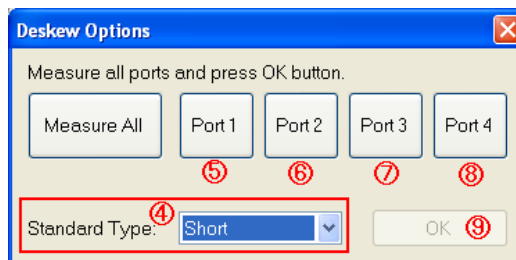 Deskew Options
Measure all ports and press OK button.
Measure All Port 1 Port 2 Port 3 Port 4
⑤ ⑥ ⑦ ⑧
Standard Type: ④ Short OK ⑨